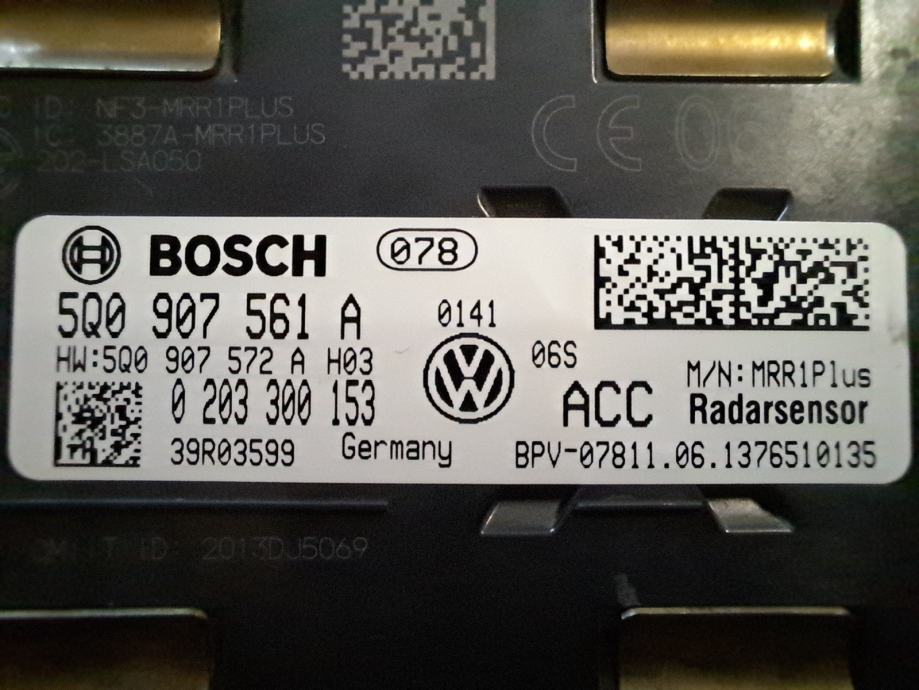 ID: NF3-MRR1PLUS
IC: 3887A-MRR1PLUS
202-LSA050
CE
BOSCH 078
5Q0 907 561 A 0141
HW:5Q0 907 572 A H03 06S M/N:MRR1Plus
0 203 300 153 ACC Radarsensor
39R03599 Germany BPV-07811.06.1376510135
ID: 2013DJ5069